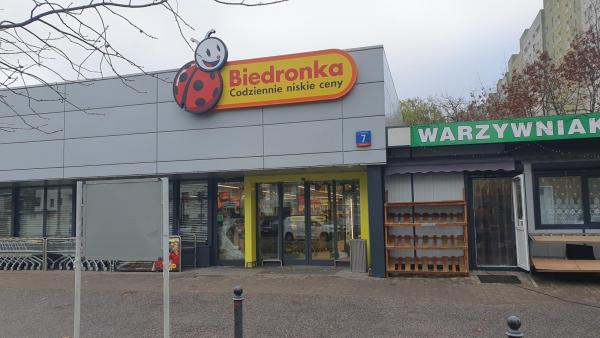 Biedronka
Codziennie niskie ceny
7
WARZYWNIAK